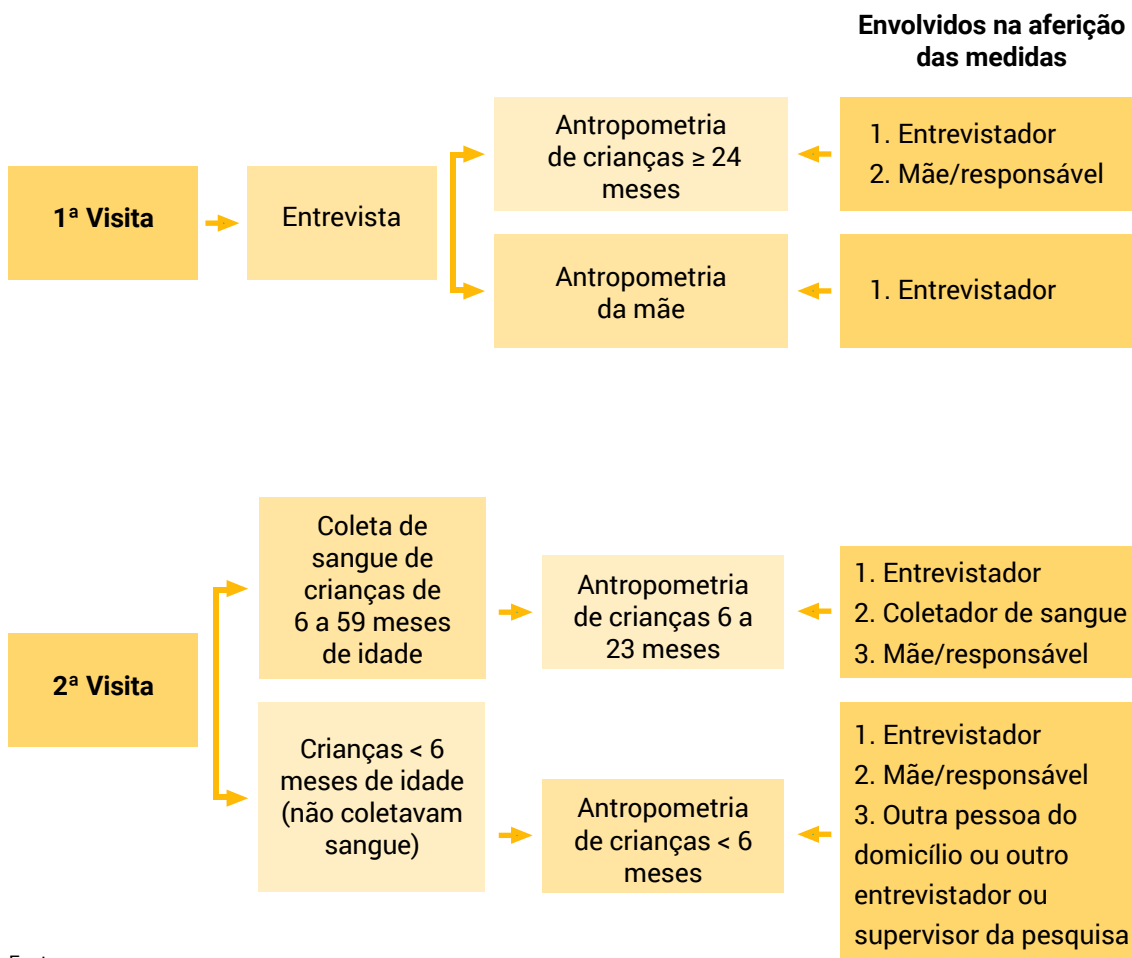 Envolvidos na aferição
das medidas
1ª Visita
Entrevista
Antropometria
de crianças ≥ 24
meses
1. Entrevistador
2. Mãe/responsável
Antropometria
da mãe
1. Entrevistador
2ª Visita
Coleta de
sangue de
crianças de
6 a 59 meses
de idade
Antropometria
de crianças 6 a
23 meses
1. Entrevistador
2. Coletador de sangue
3. Mãe/responsável
Crianças < 6
meses de idade
(não coletavam
sangue)
Antropometria
de crianças < 6
meses
1. Entrevistador
2. Mãe/responsável
3. Outra pessoa do
domicílio ou outro
entrevistador ou
supervisor da pesquisa